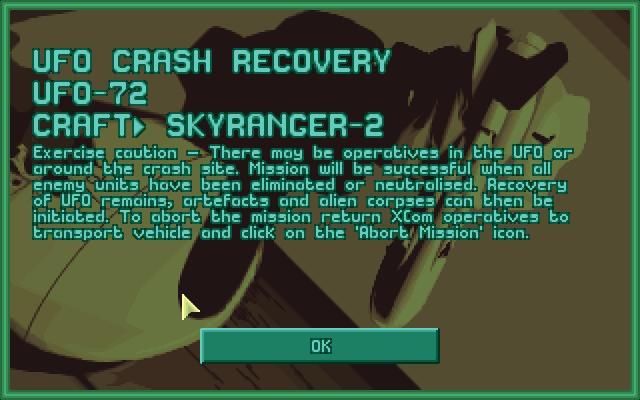 UFO CRASH RECOVERY
UFO-72
CRAFT> SKYRANGER-2
Exercise caution - There may be operatives in the UFO or
around the crash site. Mission will be successful when all
enemy units have been eliminated or neutralised. Recovery
of UFO remains, artefacts and alien corpses can then be
initiated. To abort the mission return XCom operatives to
transport vehicle and click on the 'Abort Mission' icon.
OK